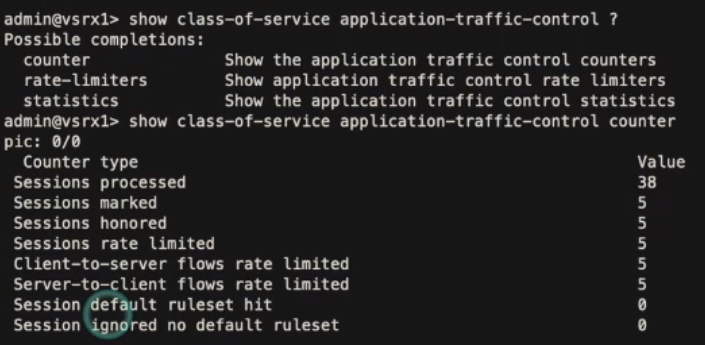 admin@vsrx1> show class-of-service application-traffic-control ?
Possible completions:
counter Show the application traffic control counters
rate-limiters Show application traffic control rate limiters
statistics Show the application traffic control statistics
admin@vsrx1> show class-of-service application-traffic-control counter
pic: 0/0
Counter type Value
Sessions processed 38
Sessions marked 5
Sessions honored 5
Sessions rate limited 5
Client-to-server flows rate limited 5
Server-to-client flows rate limited 5
Session default ruleset hit 0
Session ignored no default ruleset 0